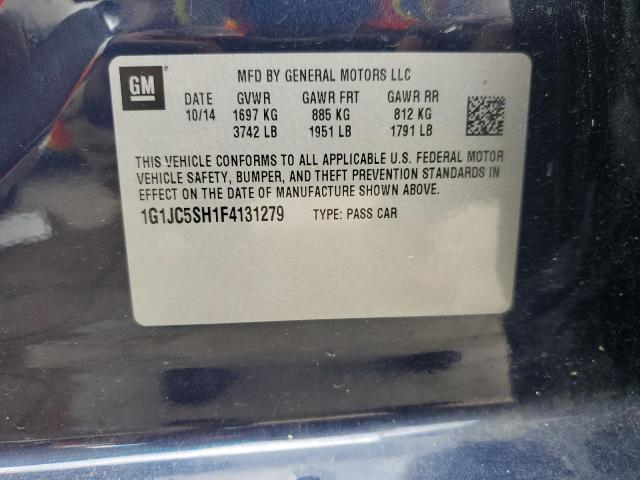 GM
®
MFD BY GENERAL MOTORS LLC
DATE GVWR GAWR FRT GAWR RR
10/14 1697 KG 885 KG 812 KG
3742 LB 1951 LB 1791 LB
THIS VEHICLE CONFORMS TO ALL APPLICABLE U.S. FEDERAL MOTOR
VEHICLE SAFETY, BUMPER, AND THEFT PREVENTION STANDARDS IN
EFFECT ON THE DATE OF MANUFACTURE SHOWN ABOVE.
1G1JC5SH1F4131279 TYPE: PASS CAR